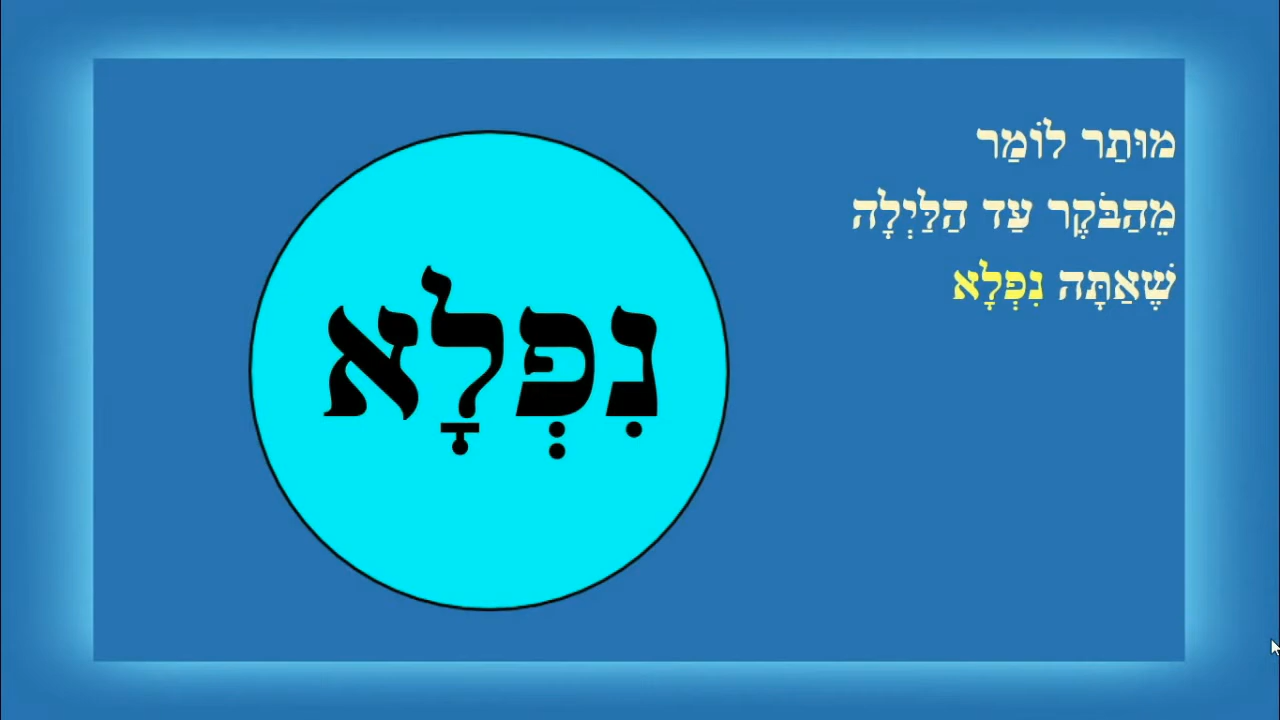 מוּתַר לוֹמַר
מֵהַבֹּקֶר עַד הַלַּיְלָה
שֶׁאַתָּה נִפְּלָא
נִפְלָא